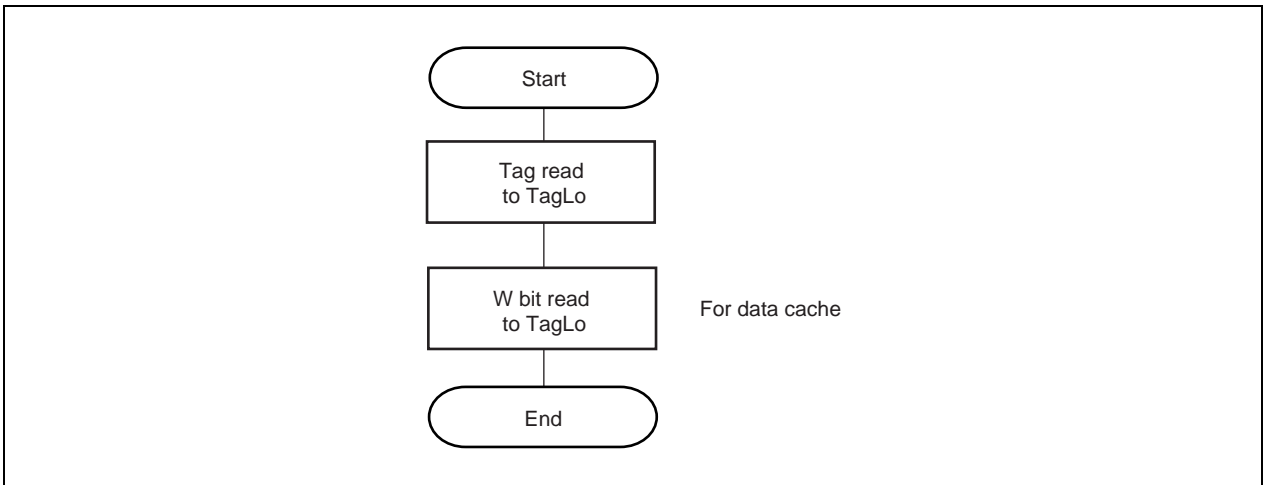 Start
Tag read
to TagLo
W bit read
to TagLo
For data cache
End